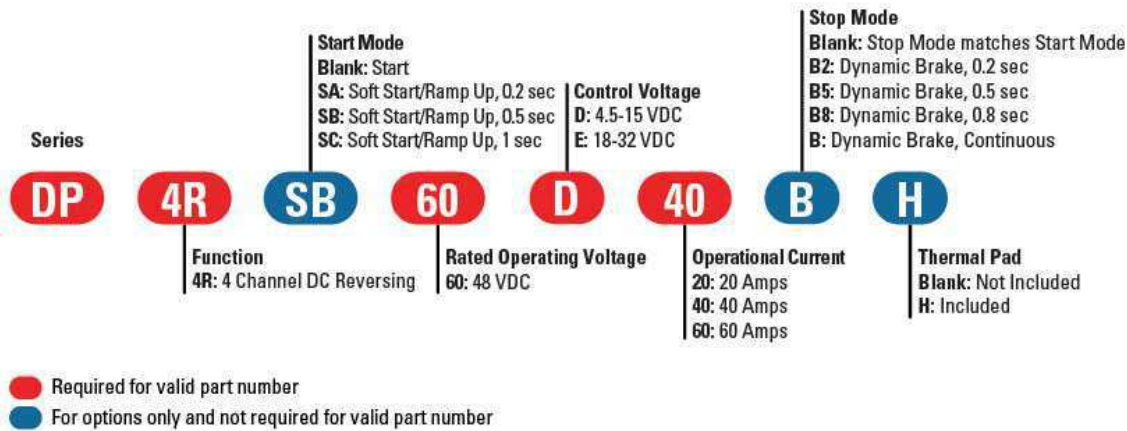 Start Mode
Blank: Start
SA: Soft Start/Ramp Up, 0.2 sec
SB: Soft Start/Ramp Up, 0.5 sec
SC: Soft Start/Ramp Up, 1 sec
Control Voltage
D: 4.5-15 VDC
E: 18-32 VDC
Stop Mode
Blank: Stop Mode matches Start Mode
B2: Dynamic Brake, 0.2 sec
B5: Dynamic Brake, 0.5 sec
B8: Dynamic Brake, 0.8 sec
B: Dynamic Brake, Continuous
Series
DP 4R SB 60 D 40 B H
Function
4R: 4 Channel DC Reversing
Rated Operating Voltage
60: 48 VDC
Operational Current
20: 20 Amps
40: 40 Amps
60: 60 Amps
Thermal Pad
Blank: Not Included
H: Included
Required for valid part number
For options only and not required for valid part number